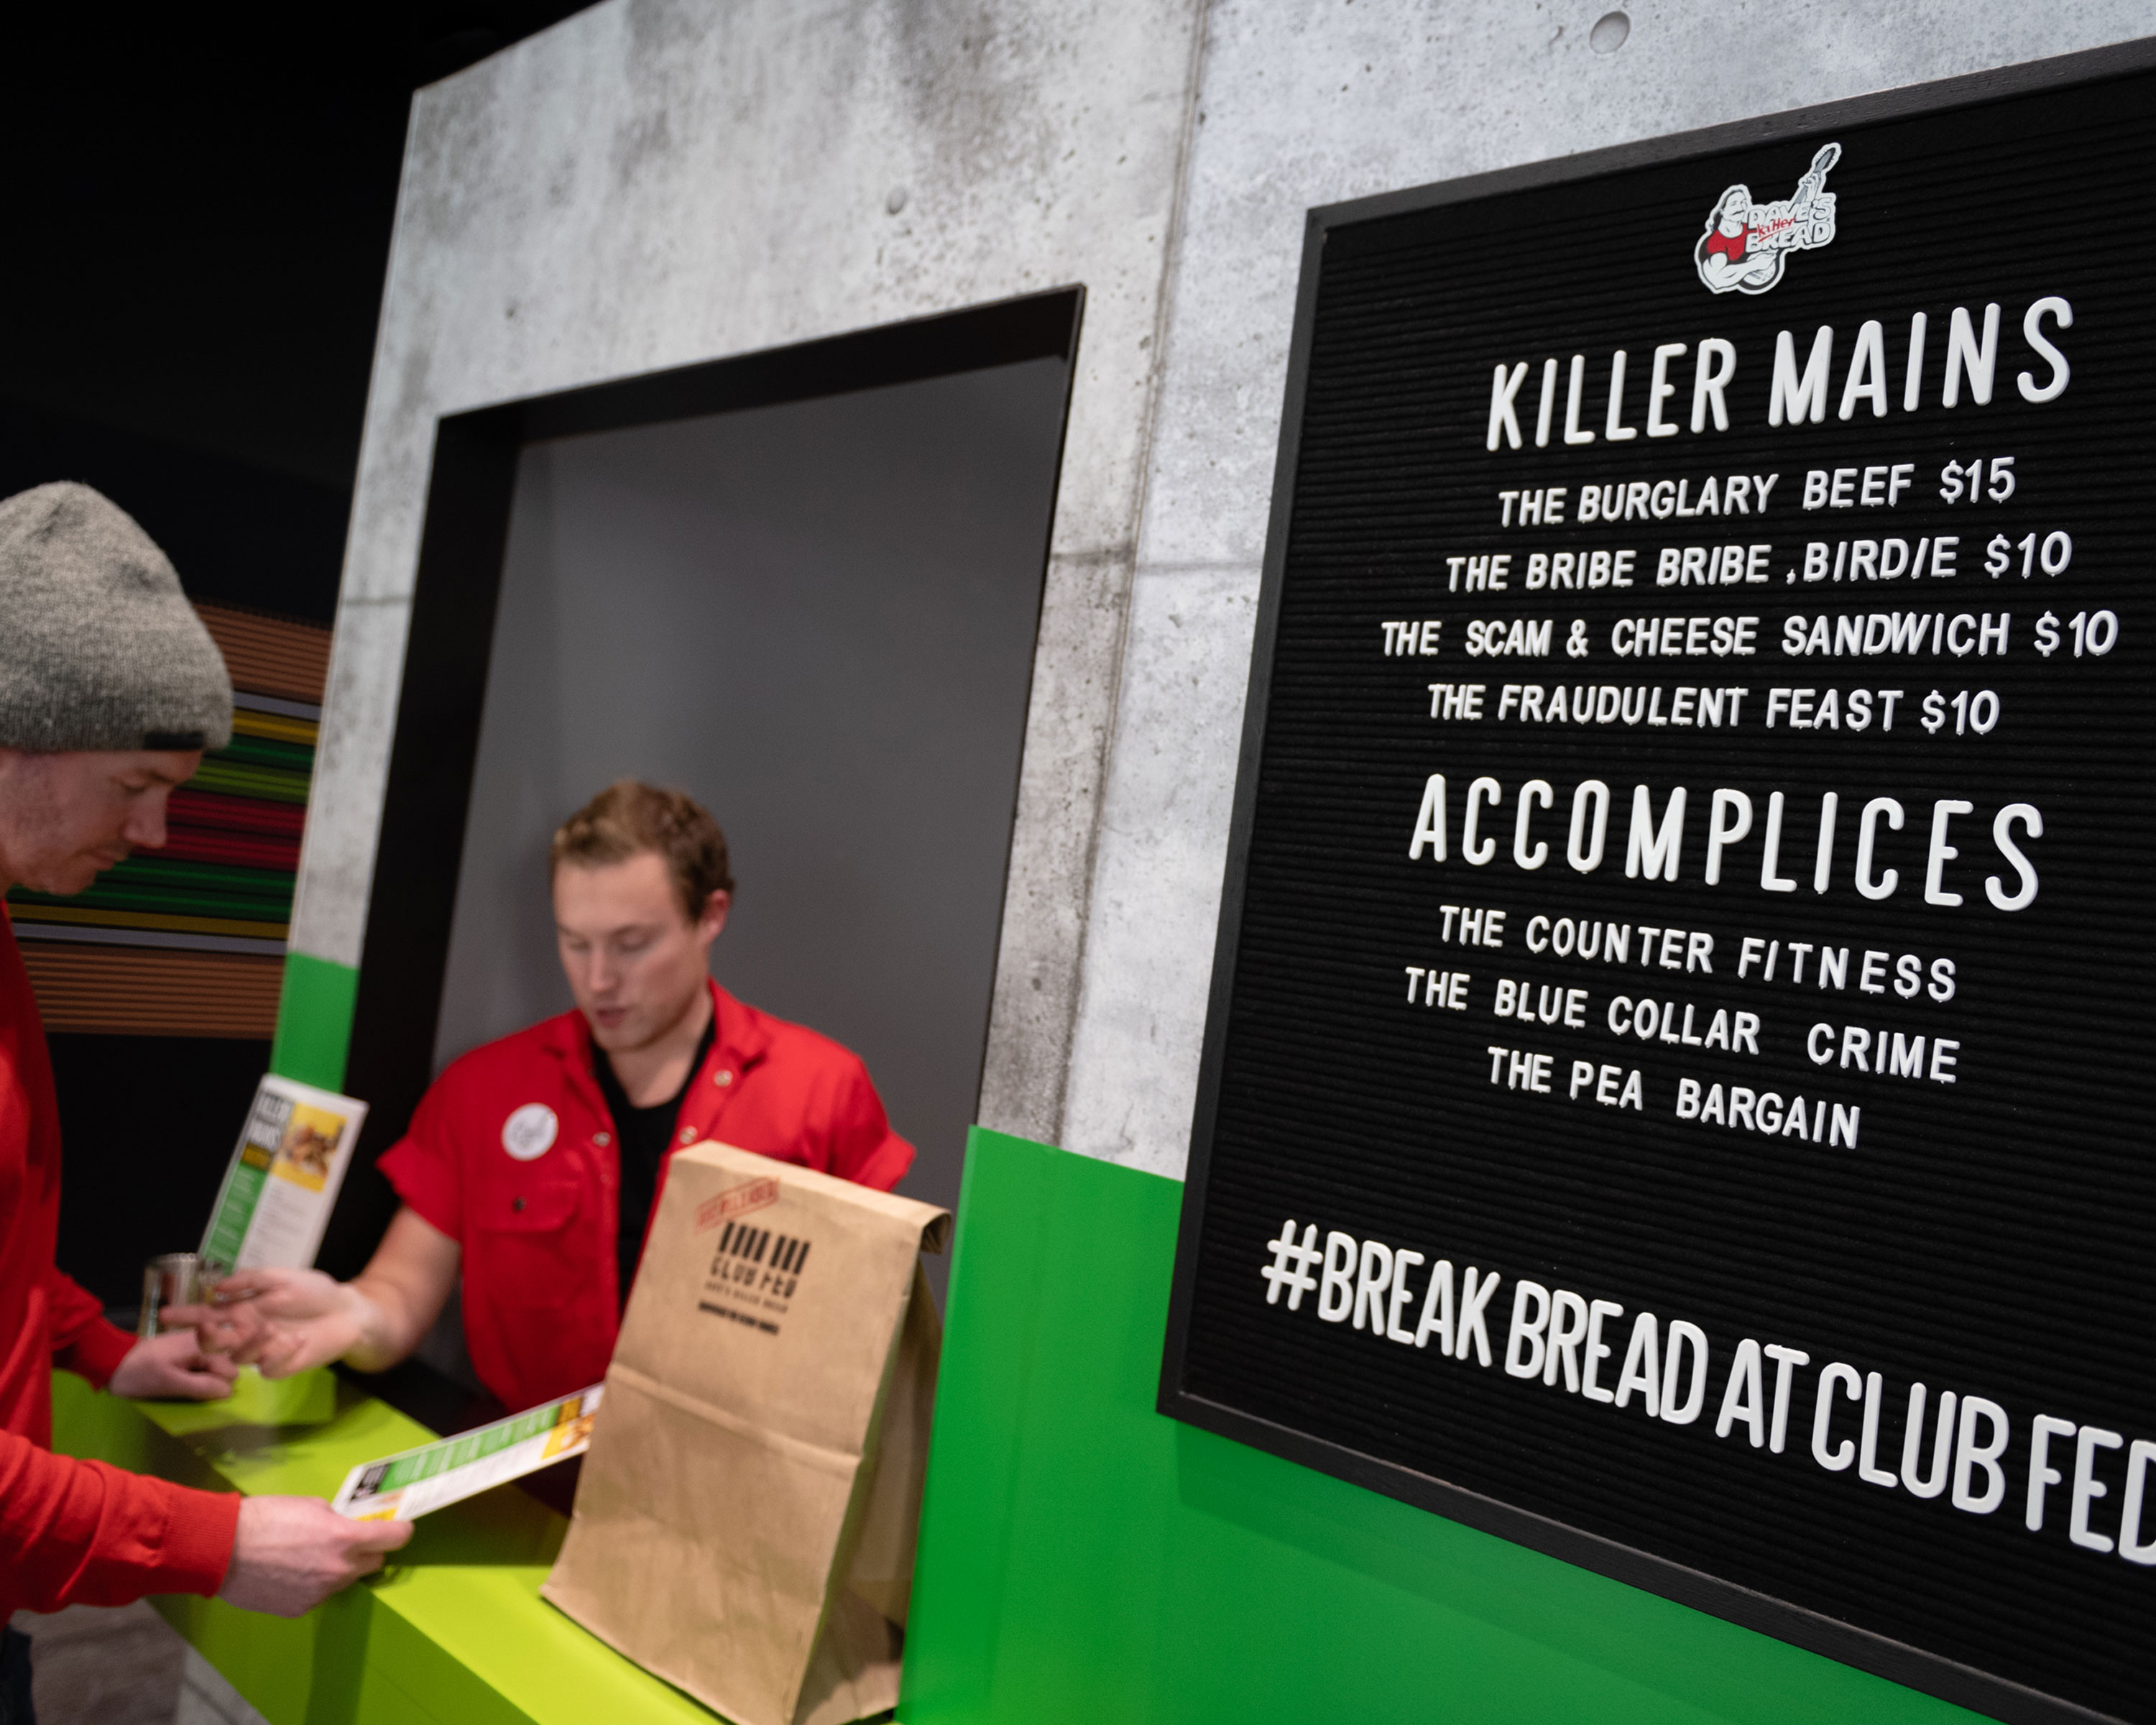 DAVE'S
Killer
BREAD
KILLER MAINS
THE BURGLARY BEEF $15
THE BRIBE BRIBE ,BIRD/E $10
THE SCAM & CHEESE SANDWICH $10
THE FRAUDULENT FEAST $10
ACCOMPLICES
THE COUNTER FITNESS
THE BLUE COLLAR CRIME
THE PEA BARGAIN
#BREAK BREAD AT CLUB FED
CLUB FED
KILLER
MAINS